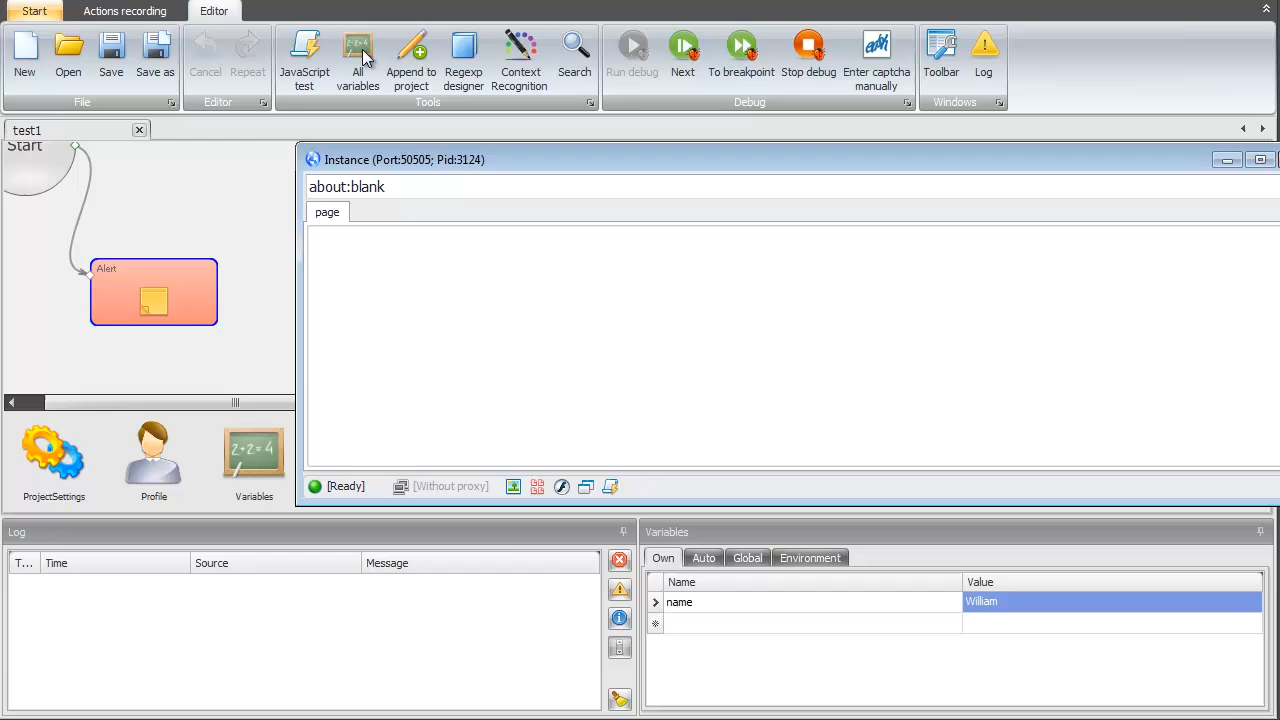 Start Actions recording Editor
New Open Save Save as Cancel Repeat JavaScript test All variables Append to project Regexp designer Context Recognition Search Run debug Next To breakpoint Stop debug Enter captcha manually Toolbar Log
File Editor Tools Debug Windows
test1
Start
Instance (Port:50505; Pid:3124)
about:blank
page
Alert
2+2=4
ProjectSettings Profile Variables
[Ready] [Without proxy]
Log
T... Time Source Message
Variables
Own Auto Global Environment
Name Value
name William